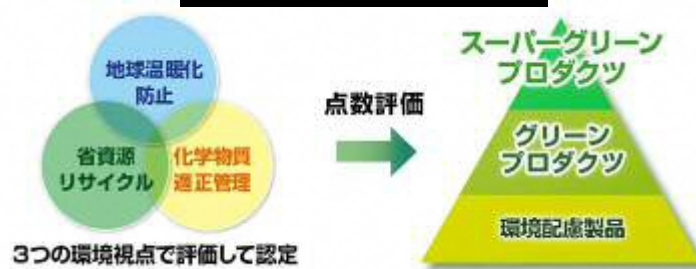 地球温暖化
防止
省資源
リサイクル
化学物質
適正管理
3つの環境視点で評価して認定
点数評価
スーパーグリーン
プロダクツ
グリーン
プロダクツ
環境配慮製品